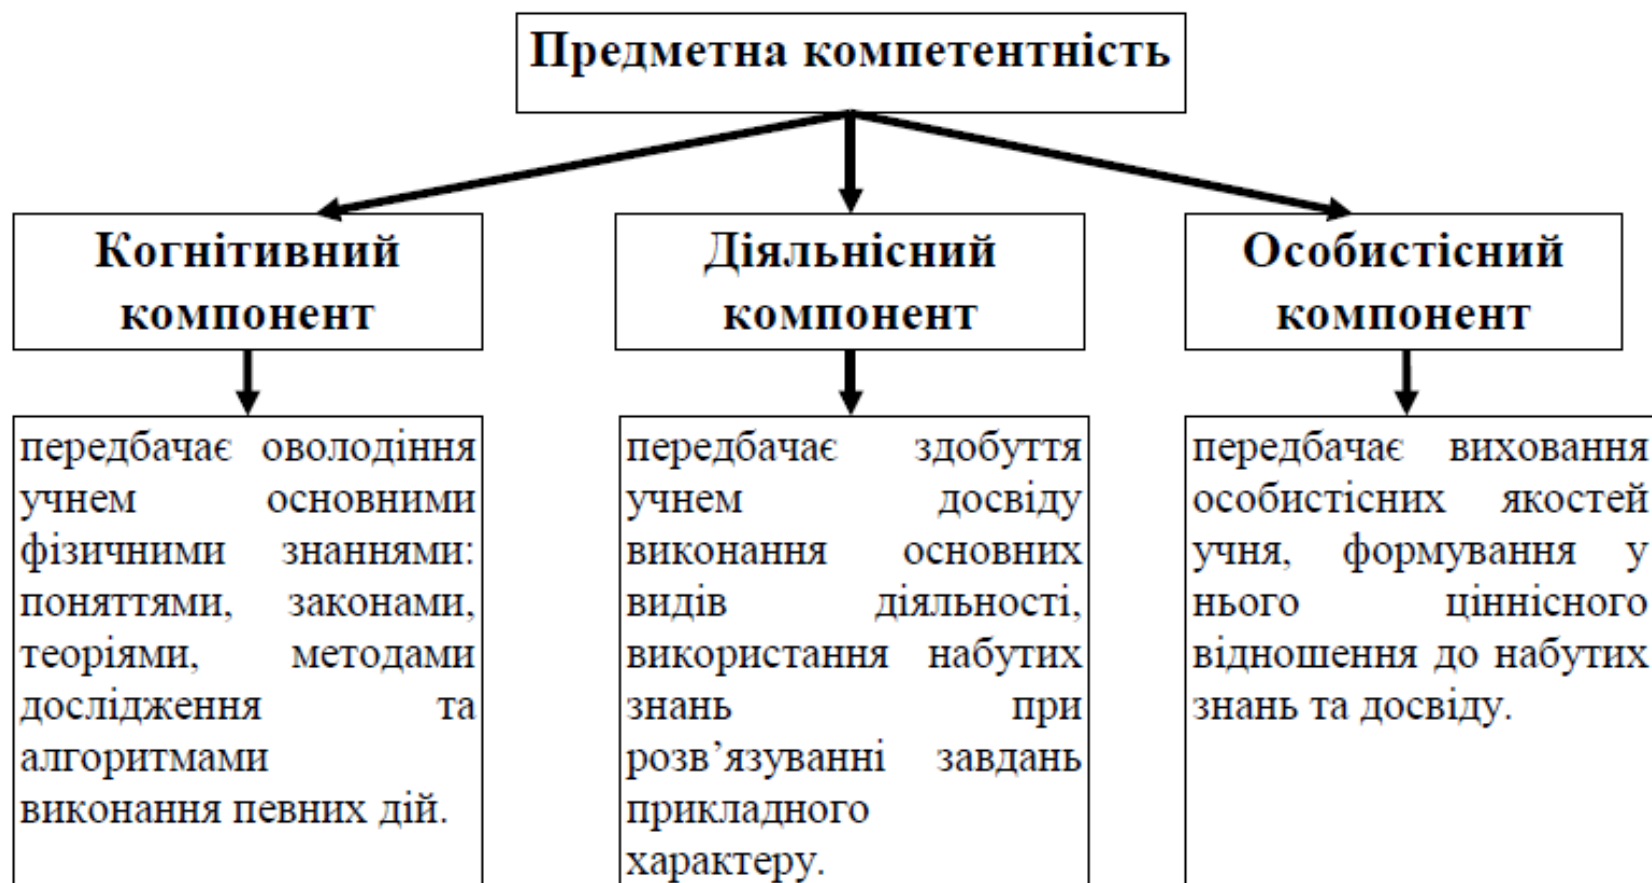 Предметна компетентність
Когнітивний
компонент
Діяльнісний
компонент
Особистісний
компонент
передбачає оволодіння
учнем основними
фізичними знаннями:
поняттями, законами,
теоріями, методами
дослідження та
алгоритмами
виконання певних дій.
передбачає здобуття
учнем досвіду
виконання основних
видів діяльності,
використання набутих
знань при
розв’язуванні завдань
прикладного
характеру.
передбачає виховання
особистісних якостей
учня, формування у
нього ціннісного
відношення до набутих
знань та досвіду.